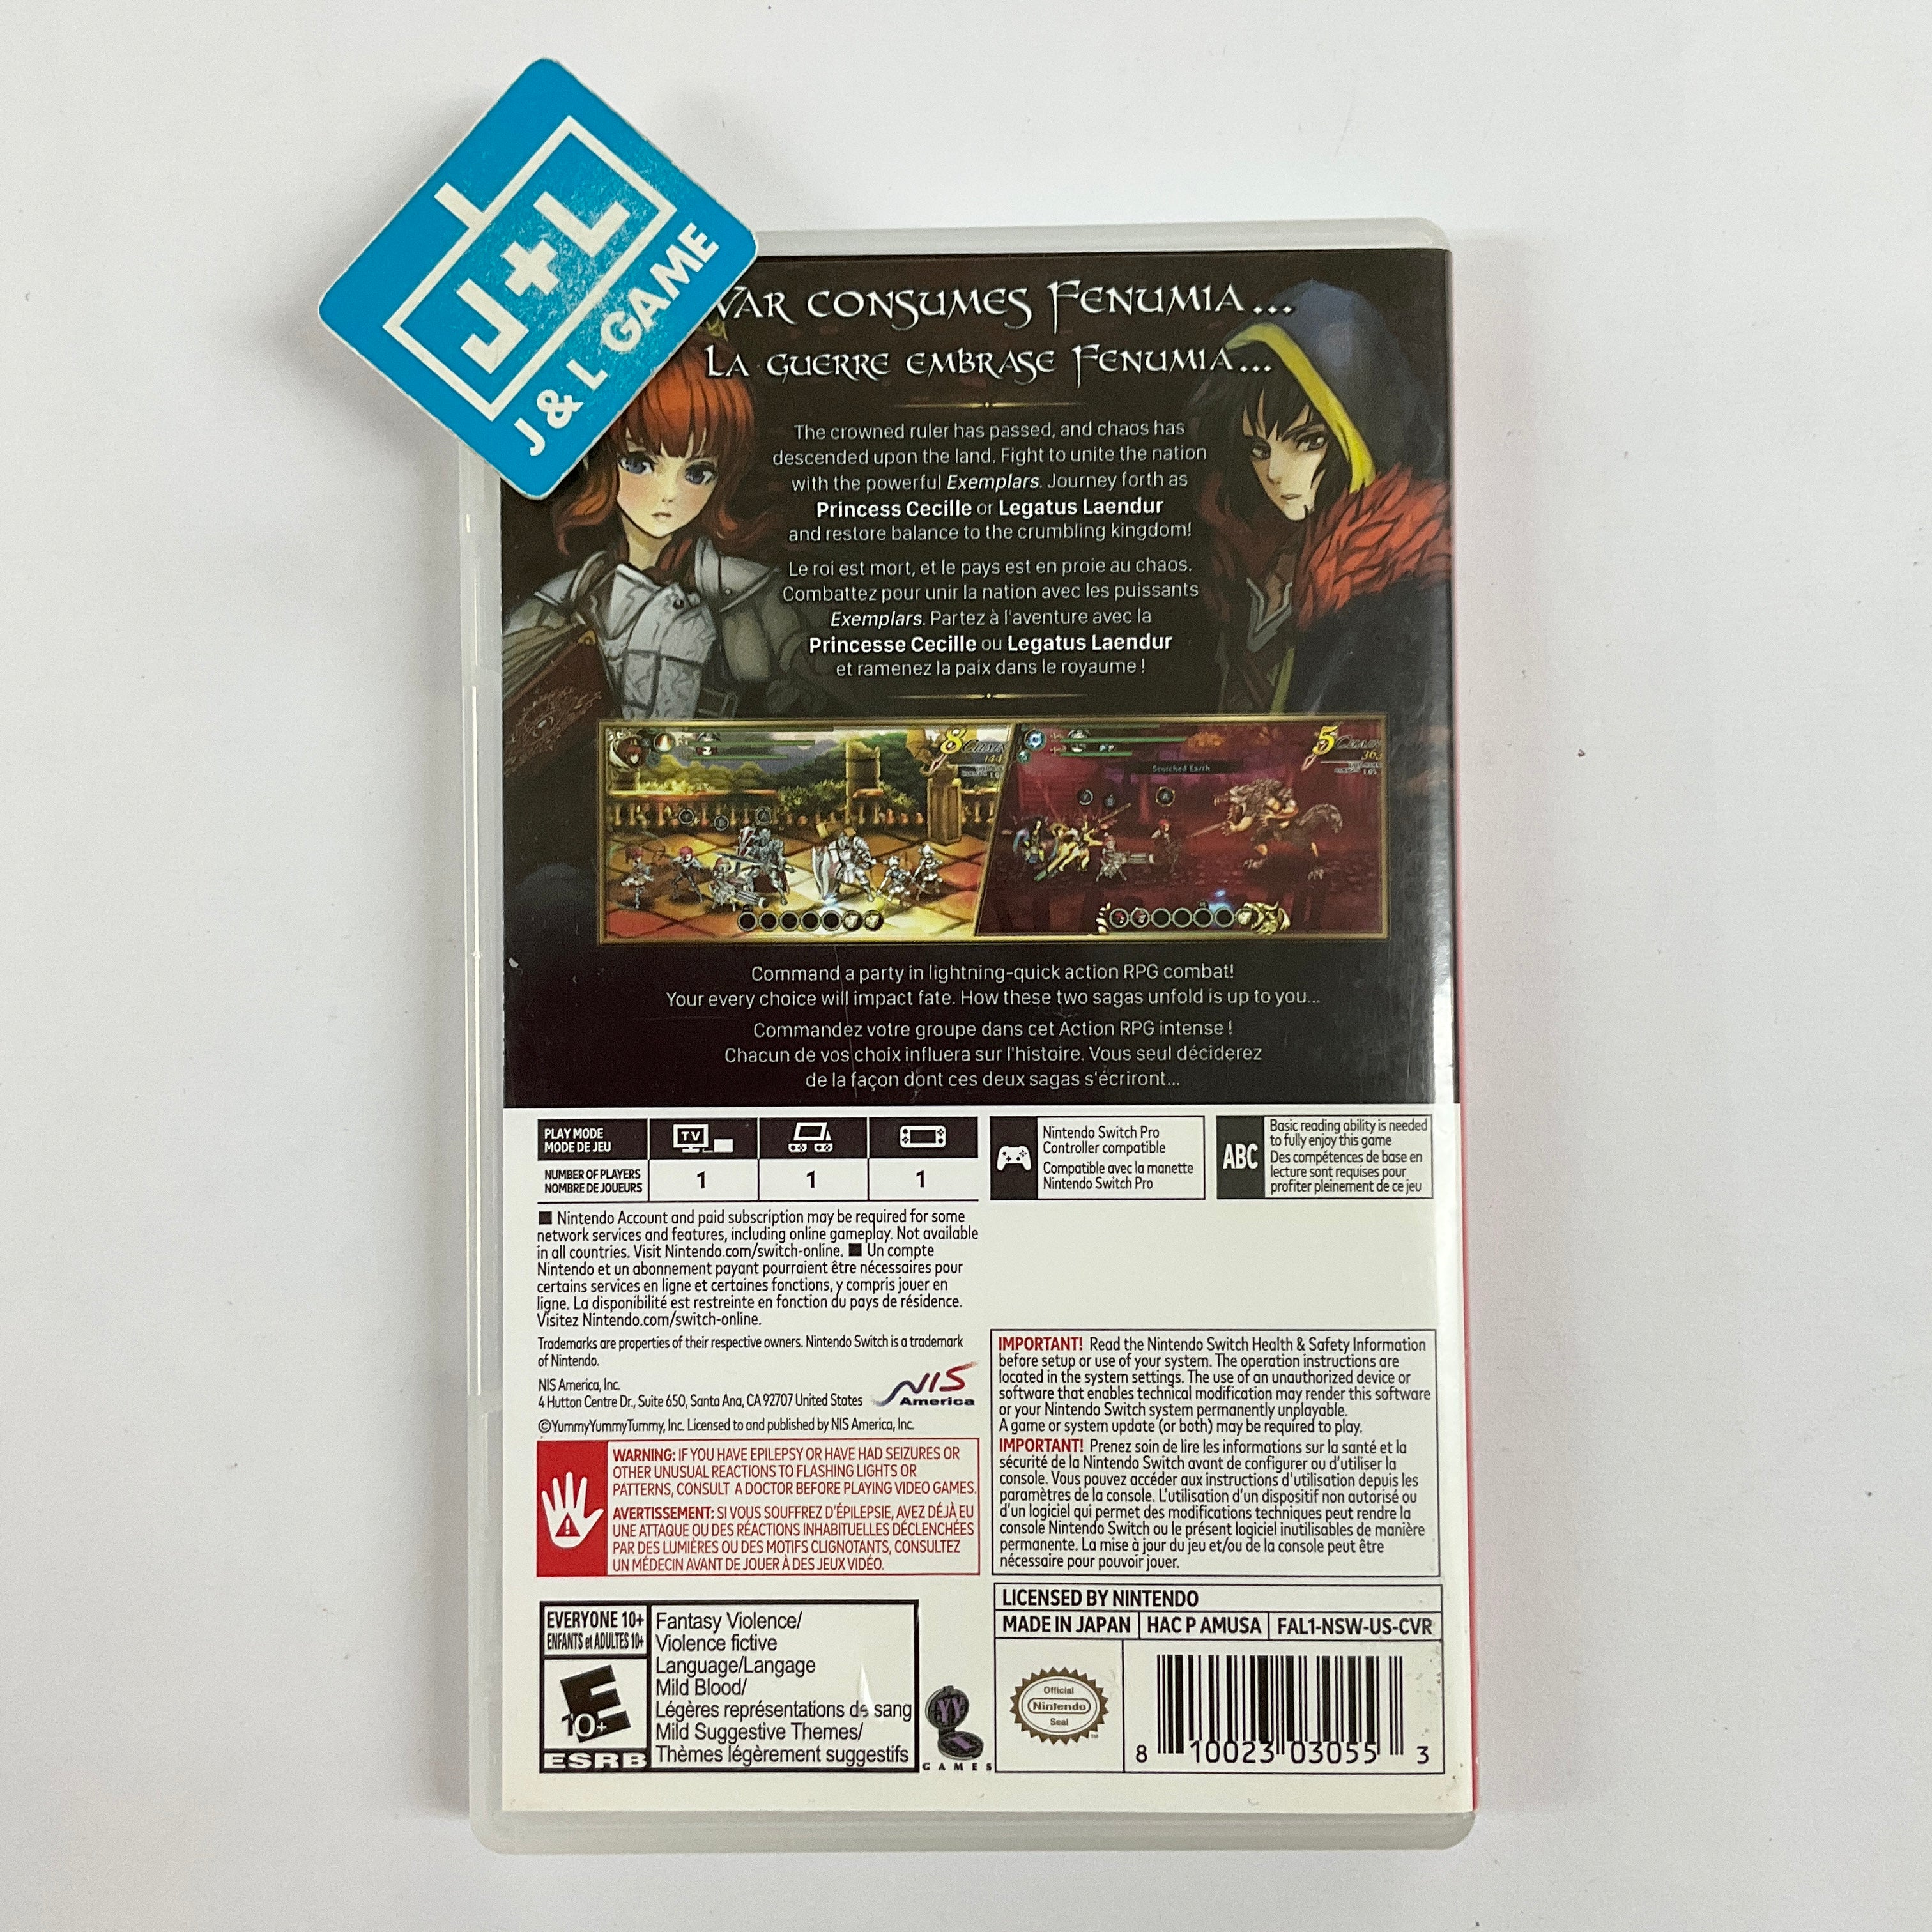 J+L
J & L GAME
WAR CONSUMES FENUMIA...
LA GUERRE EMBRASE FENUMIA...
The crowned ruler has passed, and chaos has
descended upon the land. Fight to unite the nation
with the powerful Exemplars. Journey forth as
Princess Cecille or Legatus Laendur
and restore balance to the crumbling kingdom!
Le roi est mort, et le pays est en proie au chaos.
Combattez pour unir la nation avec les puissants
Exemplars. Partez à l'aventure avec la
Princesse Cecille ou Legatus Laendur
et ramenez la paix dans le royaume !
8 CHAIN
144
Y B A
5 CHAIN
Scorched Earth
Y B A
Command a party in lightning-quick action RPG combat!
Your every choice will impact fate. How these two sagas unfold is up to you...
Commandez votre groupe dans cet Action RPG intense !
Chacun de vos choix influera sur l'histoire. Vous seul déciderez
de la façon dont ces deux sagas s'écriront...
PLAY MODE
MODE DE JEU
TV
NUMBER OF PLAYERS
NOMBRE DE JOUEURS
1 1 1
Nintendo Switch Pro
Controller compatible
Compatible avec la manette
Nintendo Switch Pro
ABC
Basic reading ability is needed
to fully enjoy this game
Des compétences de base en
lecture sont requises pour
profiter pleinement de ce jeu
■ Nintendo Account and paid subscription may be required for some
network services and features, including online gameplay. Not available
in all countries. Visit Nintendo.com/switch-online. ■ Un compte
Nintendo et un abonnement payant pourraient être nécessaires pour
certains services en ligne et certaines fonctions, y compris jouer en
ligne. La disponibilité est restreinte en fonction du pays de résidence.
Visitez Nintendo.com/switch-online.
Trademarks are properties of their respective owners. Nintendo Switch is a trademark
of Nintendo.
NIS America, Inc.
4 Hutton Centre Dr., Suite 650, Santa Ana, CA 92707 United States
NIS
America
©YummyYummyTummy, Inc. Licensed to and published by NIS America, Inc.
WARNING: IF YOU HAVE EPILEPSY OR HAVE HAD SEIZURES OR
OTHER UNUSUAL REACTIONS TO FLASHING LIGHTS OR
PATTERNS, CONSULT A DOCTOR BEFORE PLAYING VIDEO GAMES.
AVERTISSEMENT: SI VOUS SOUFFREZ D'ÉPILEPSIE, AVEZ DÉJÀ EU
UNE ATTAQUE OU DES RÉACTIONS INHABITUELLES DÉCLENCHÉES
PAR DES LUMIÈRES OU DES MOTIFS CLIGNOTANTS, CONSULTEZ
UN MÉDECIN AVANT DE JOUER À DES JEUX VIDÉO.
IMPORTANT! Read the Nintendo Switch Health & Safety Information
before setup or use of your system. The operation instructions are
located in the system settings. The use of an unauthorized device or
software that enables technical modification may render this software
or your Nintendo Switch system permanently unplayable.
A game or system update (or both) may be required to play.
IMPORTANT! Prenez soin de lire les informations sur la santé et la
sécurité de la Nintendo Switch avant de configurer ou d'utiliser la
console. Vous pouvez accéder aux instructions d'utilisation depuis les
paramètres de la console. L'utilisation d'un dispositif non autorisé ou
d'un logiciel qui permet des modifications techniques peut rendre la
console Nintendo Switch ou le présent logiciel inutilisables de manière
permanente. La mise à jour du jeu et/ou de la console peut être
nécessaire pour pouvoir jouer.
EVERYONE 10+
ENFANTS et ADULTES 10+
E
10+
ESRB
Fantasy Violence/
Violence fictive
Language/Langage
Mild Blood/
Légères représentations de sang
Mild Suggestive Themes/
Thèmes légèrement suggestifs
YY
GAMES
LICENSED BY NINTENDO
MADE IN JAPAN HAC P AMUSA FAL1-NSW-US-CVR
Official
Nintendo
Seal
8 10023 03055 3